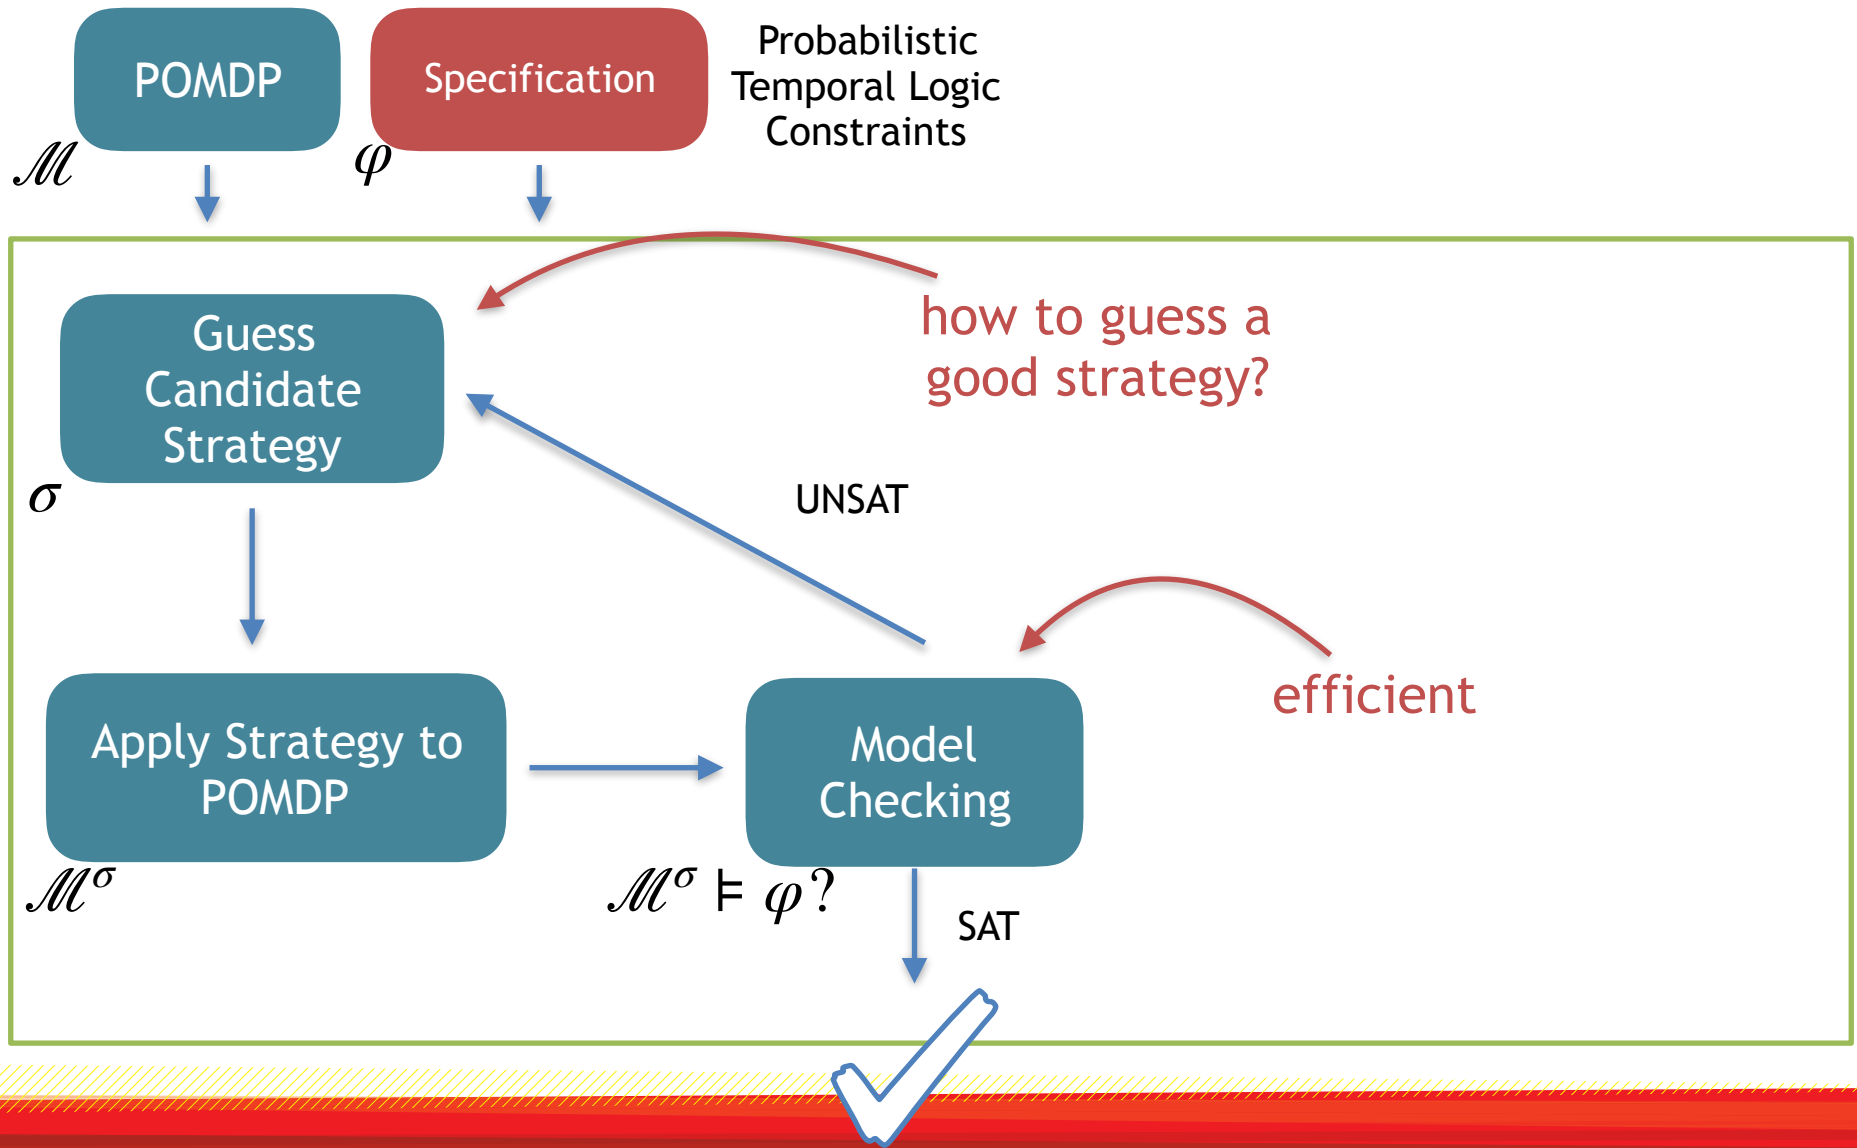 POMDP
Specification
Probabilistic
Temporal Logic
Constraints
ℳ
φ
how to guess a
good strategy?
Guess
Candidate
Strategy
σ
UNSAT
efficient
Apply Strategy to
POMDP
Model
Checking
ℳ^σ
ℳ^σ ⊨ φ?
SAT